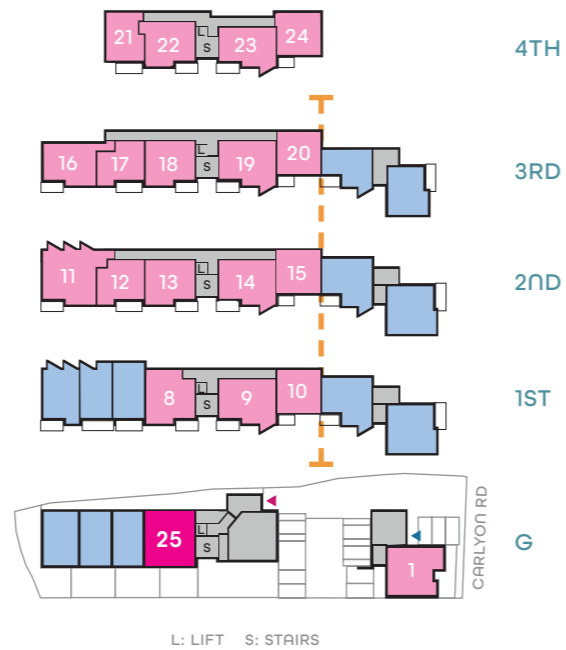 21 22 L S 23 24 4TH
16 17 18 L S 19 20 3RD
11 12 13 L S 14 15 2ND
8 L S 9 10 1ST
25 L S 1 G
CARLYON RD
L: LIFT S: STAIRS